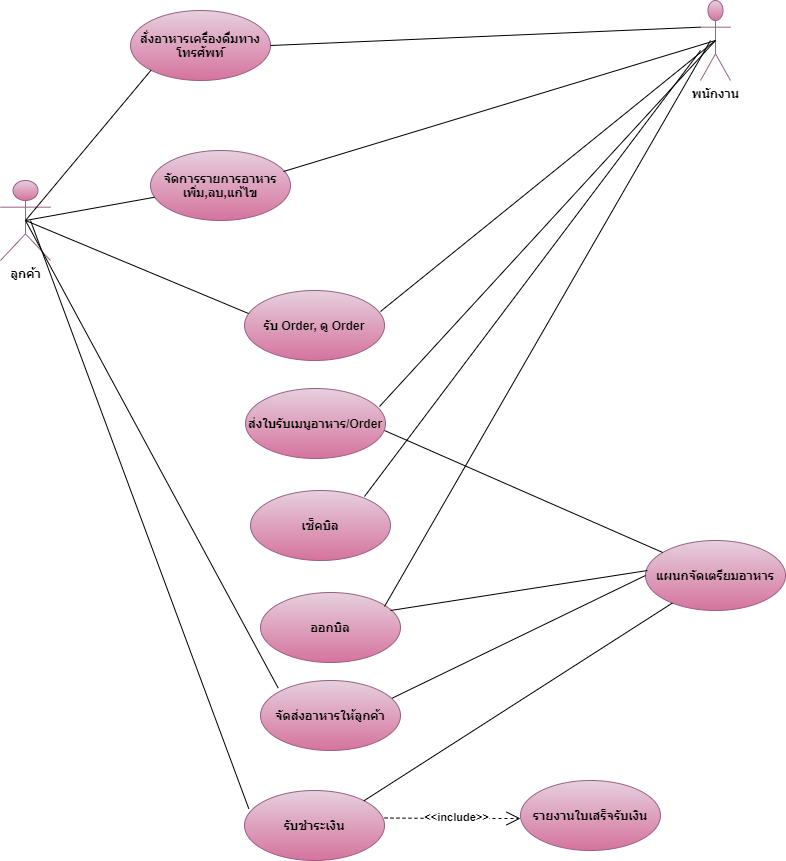 สั่งอาหารเครื่องดื่มทาง
โทรศัพท์
พนักงาน
จัดการรายการอาหาร
เพิ่ม,ลบ,แก้ไข
ลูกค้า
รับ Order, ดู Order
ส่งใบรับเมนูอาหาร/Order
เช็คบิล
แผนกจัดเตรียมอาหาร
ออกบิล
จัดส่งอาหารให้ลูกค้า
รับชำระเงิน
<<include>>
รายงานใบเสร็จรับเงิน